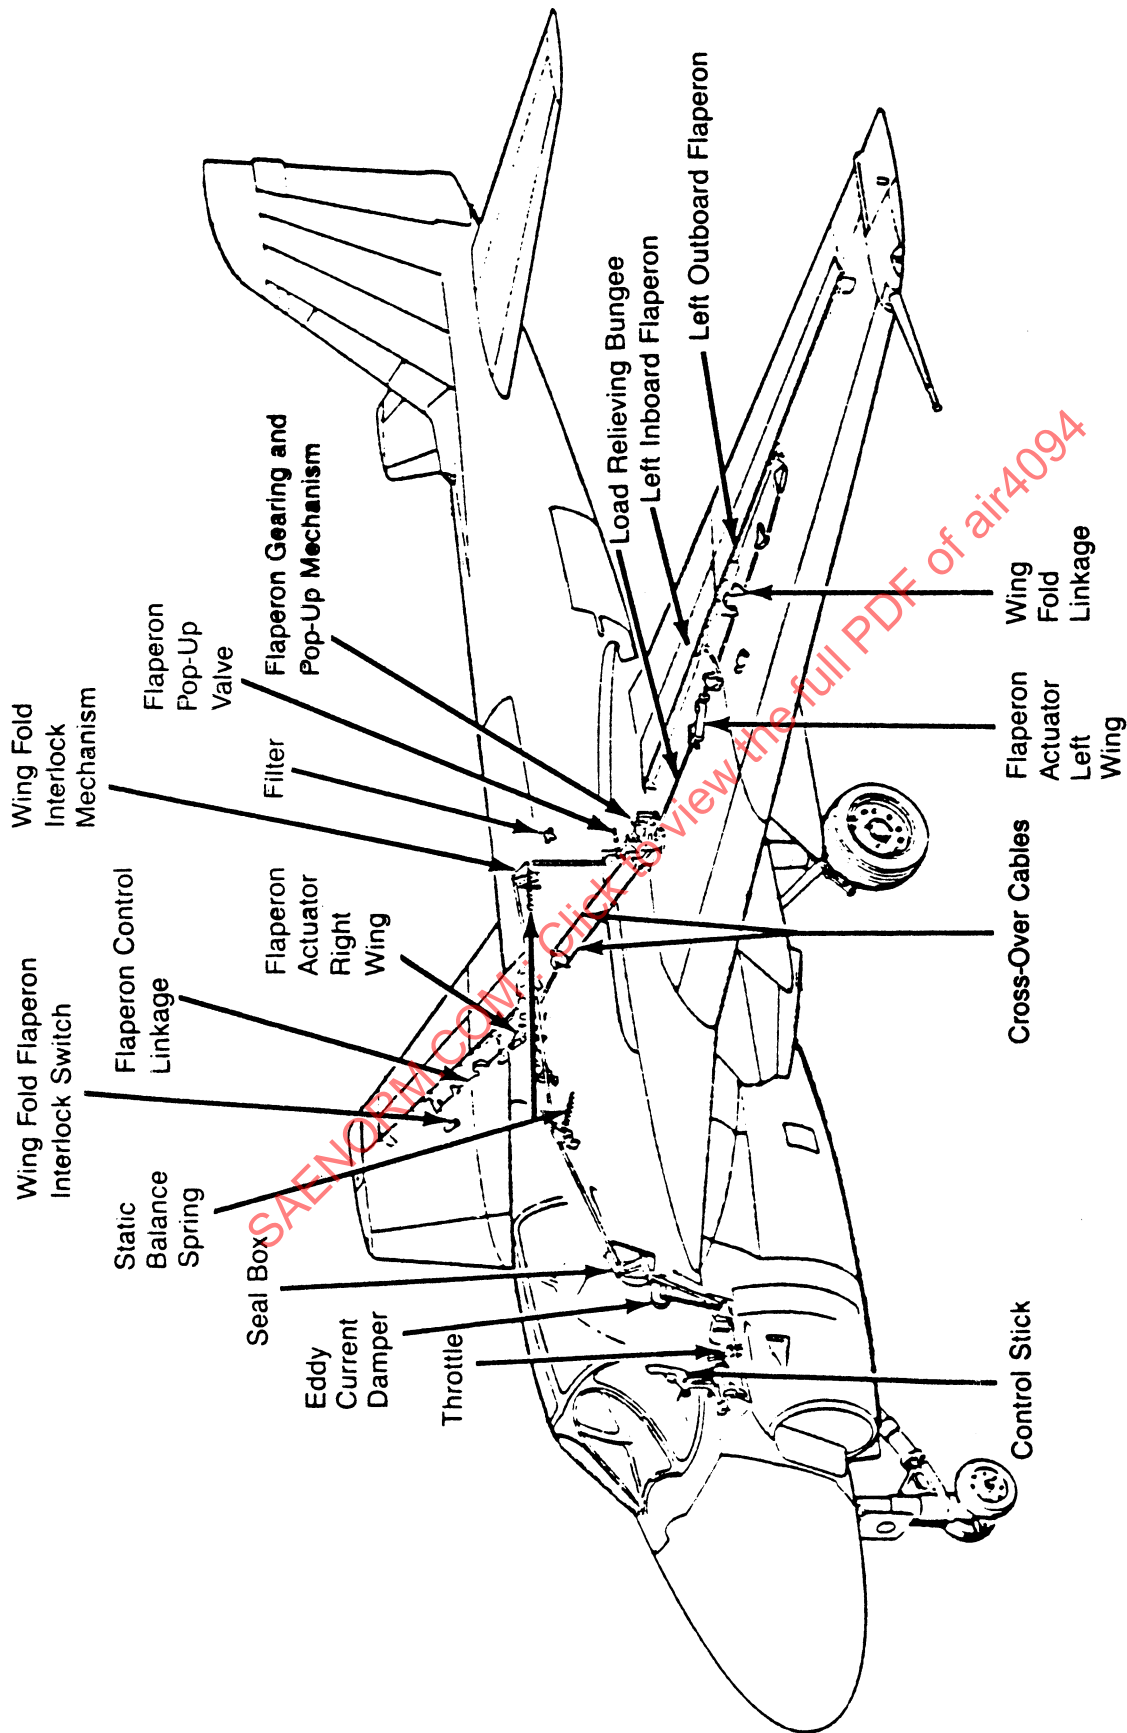 Wing Fold Flaperon
Interlock Switch
Wing Fold
Interlock
Mechanism
Static
Balance
Spring
Flaperon Control
Linkage
Flaperon
Pop-Up
Valve
Seal Box
Flaperon
Actuator
Right
Wing
Filter
Flaperon Gearing and
Pop-Up Mechanism
Eddy
Current
Damper
Throttle
Load Relieving Bungee
Left Inboard Flaperon
Left Outboard Flaperon
Control Stick
Cross-Over Cables
Flaperon
Actuator
Left
Wing
Wing
Fold
Linkage
SAENORM.COM : Click to view the full PDF of air4094
0